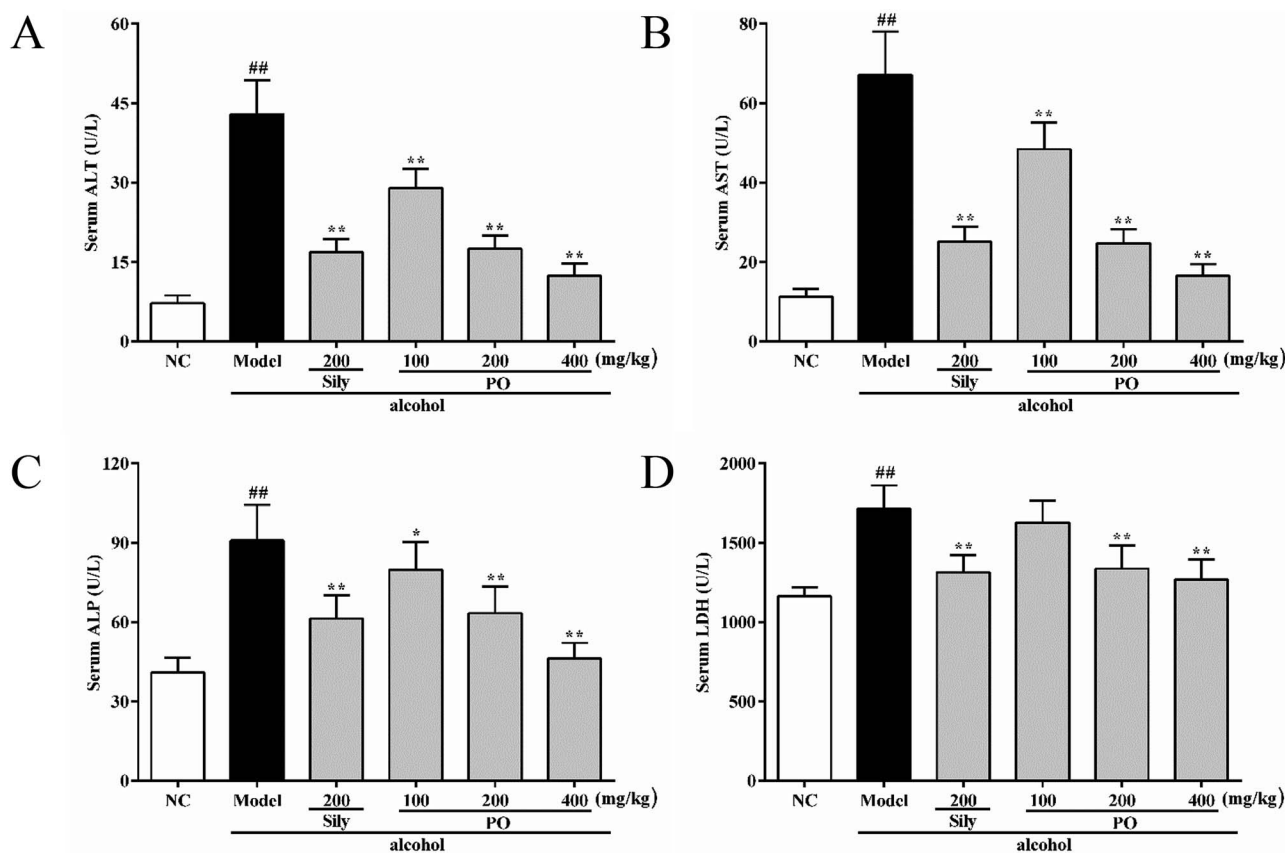 A
Serum ALT (U/L)
60
45
30
15
0
##
**
**
**
**
NC Model 200 100 200 400 (mg/kg)
Sily PO
alcohol
B
Serum AST (U/L)
80
60
40
20
0
##
**
**
**
**
NC Model 200 100 200 400 (mg/kg)
Sily PO
alcohol
C
Serum ALP (U/L)
120
90
60
30
0
##
**
*
**
**
NC Model 200 100 200 400 (mg/kg)
Sily PO
alcohol
D
Serum LDH (U/L)
2000
1500
1000
500
0
##
**
**
**
NC Model 200 100 200 400 (mg/kg)
Sily PO
alcohol